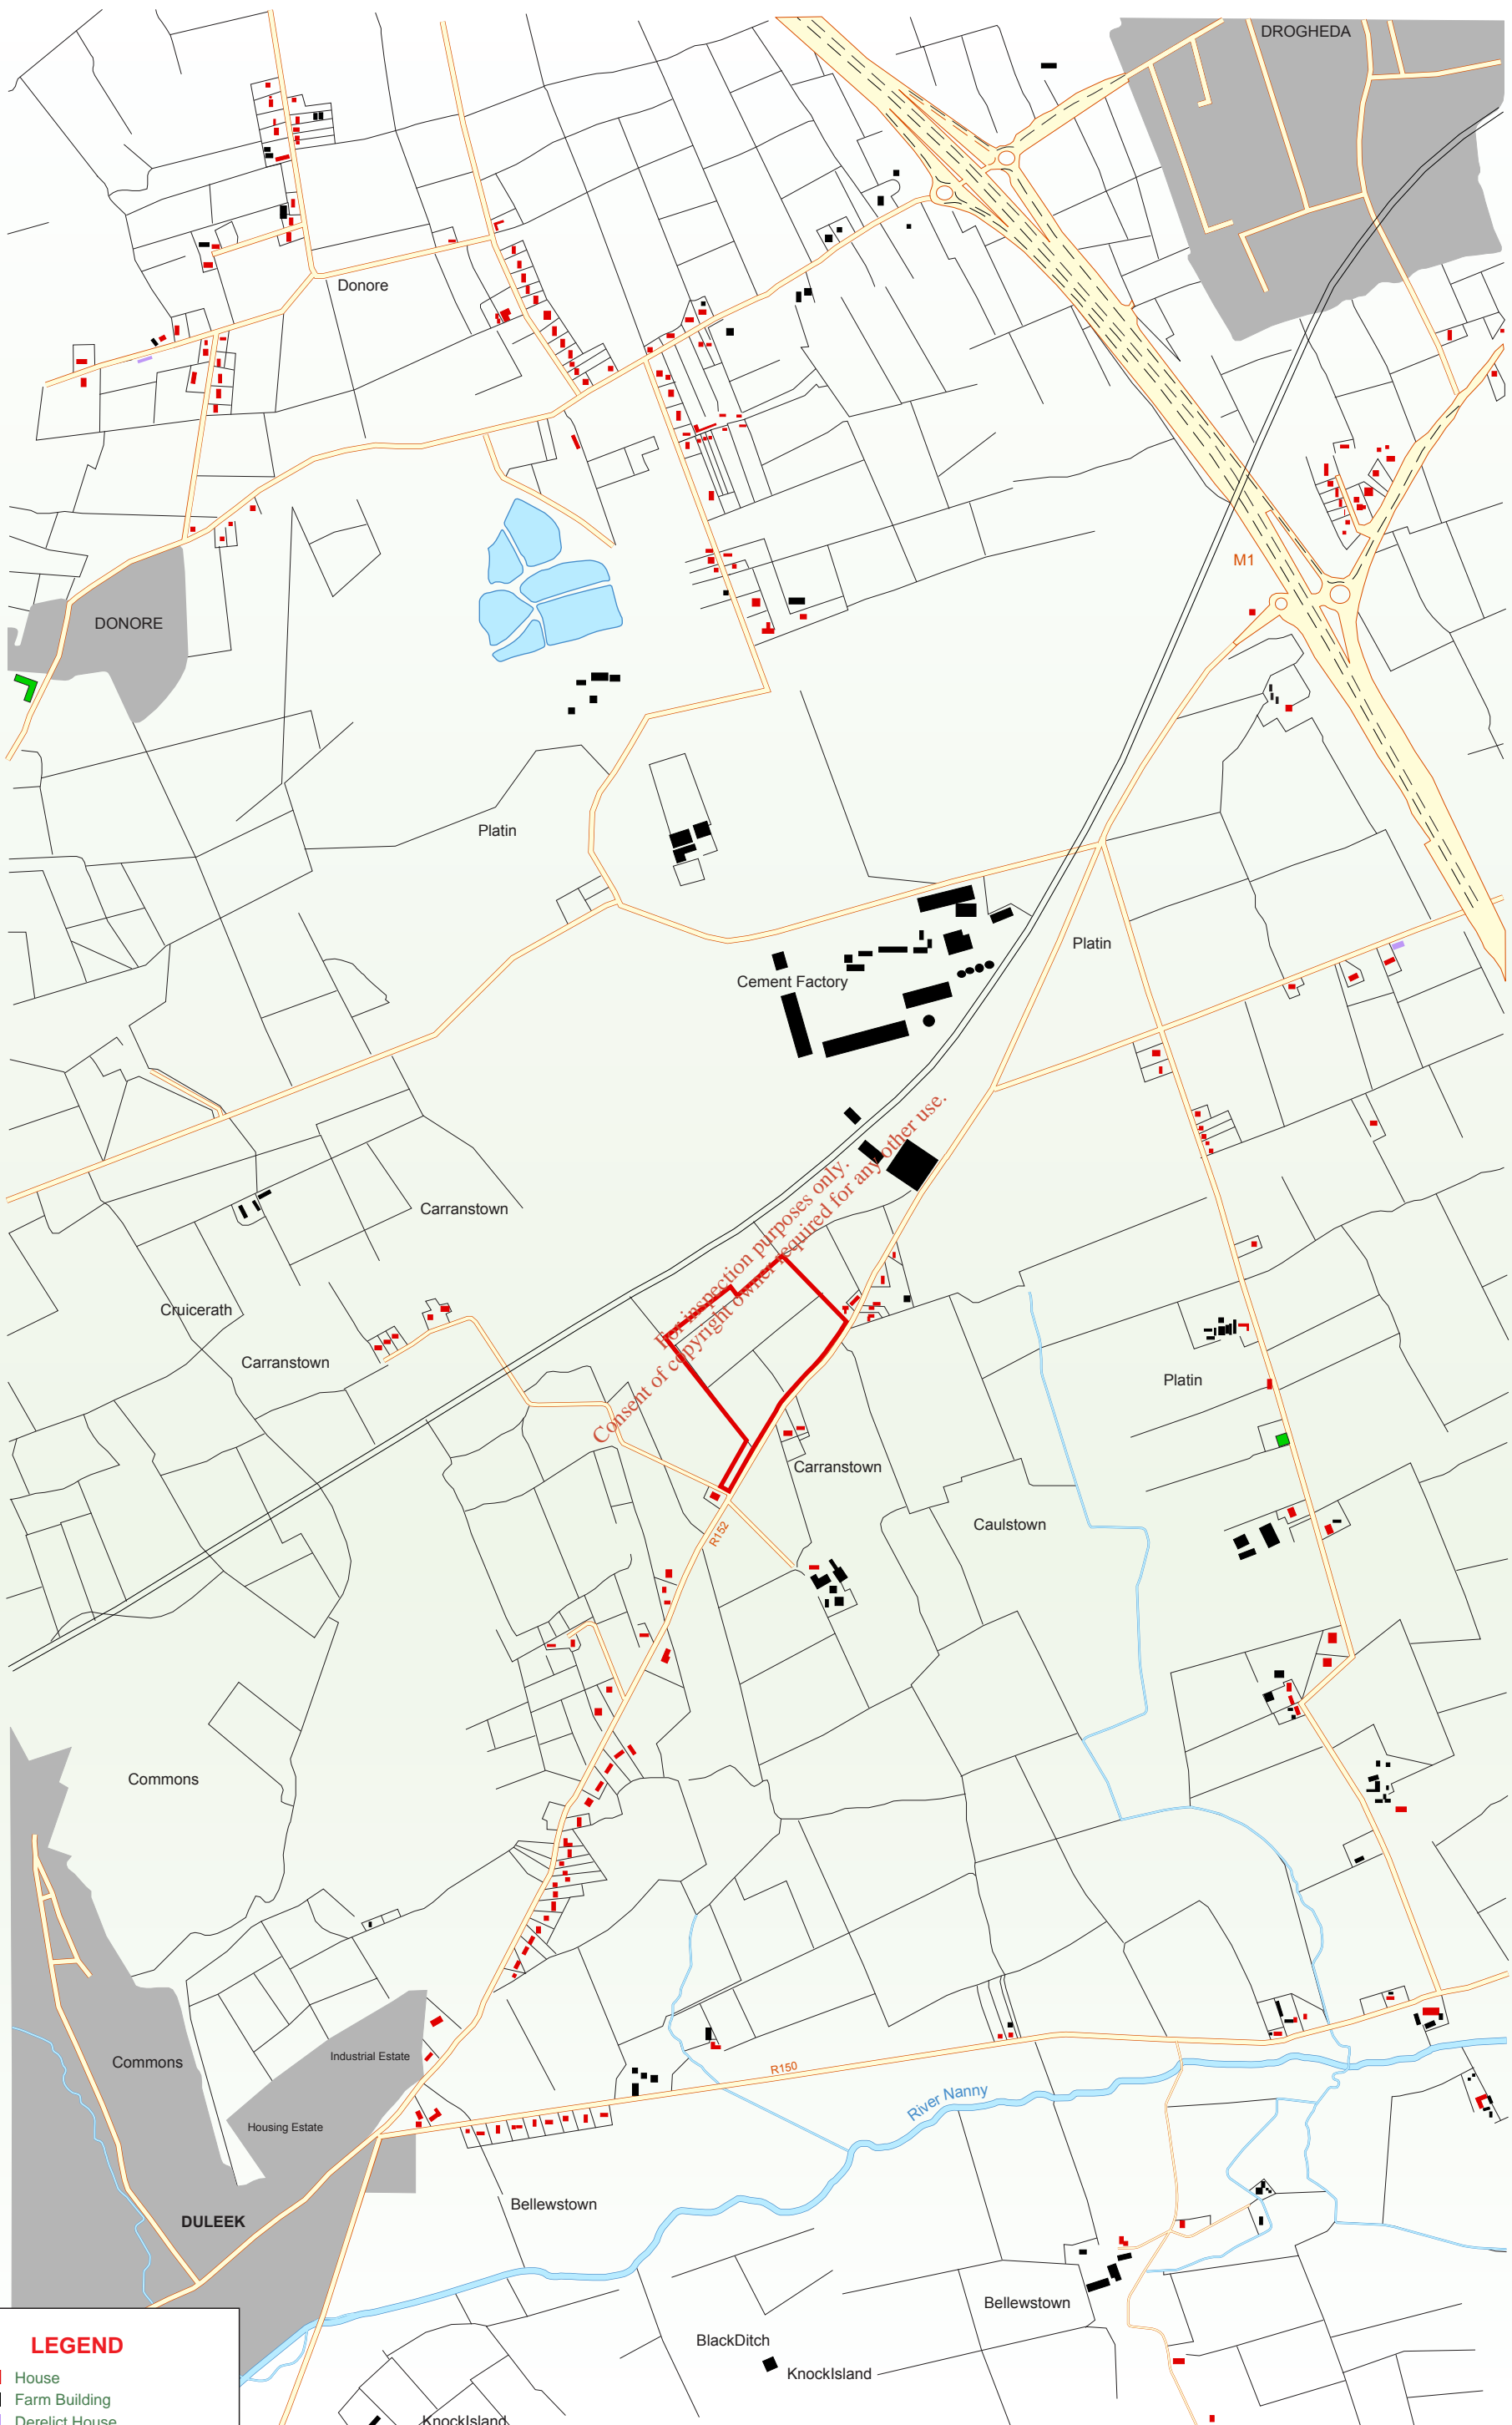 DROGHEDA
Donore
M1
DONORE
Platin
Platin
Cement Factory
For inspection purposes only.
Consent of copyright owner required for any other use.
Carranstown
Cruicerath
Carranstown
Platin
Carranstown
Caulstown
R152
Commons
Commons
Industrial Estate
R150
River Nanny
Housing Estate
Bellewstown
DULEEK
Bellewstown
BlackDitch
KnockIsland
KnockIsland
LEGEND
House
Farm Building
Derelict House